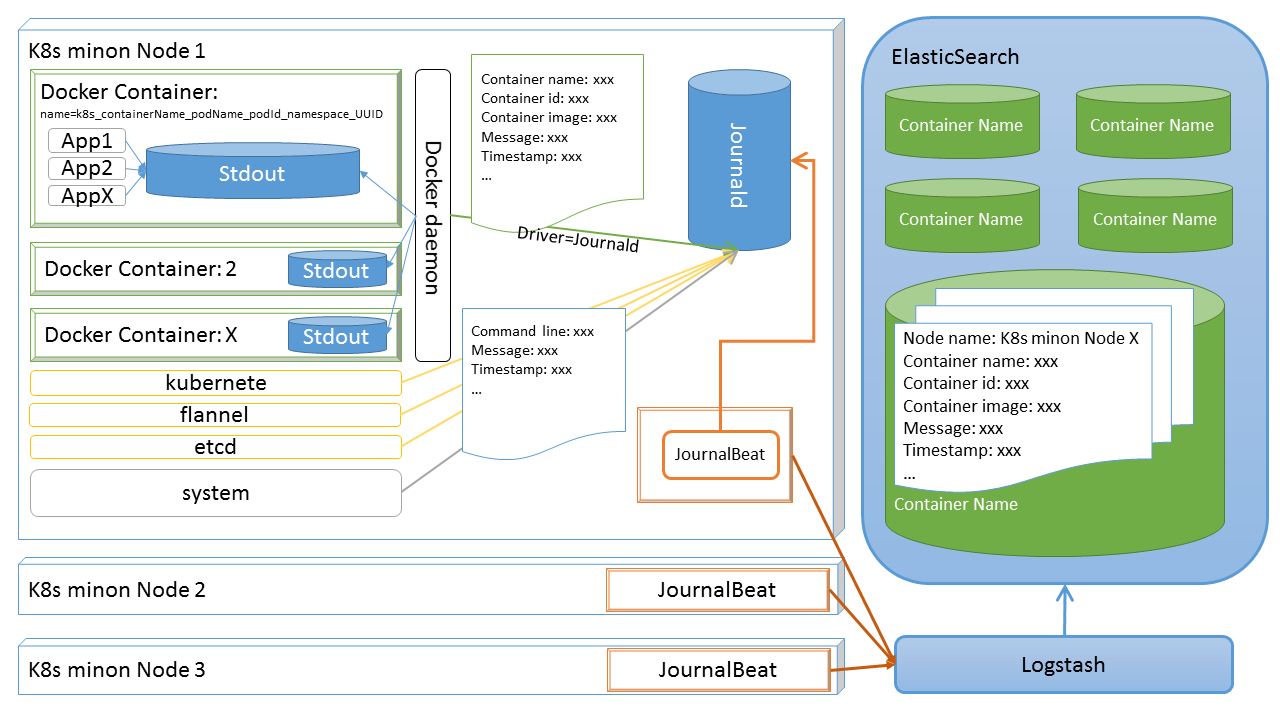 K8s minon Node 1
Docker Container:
name=k8s_containerName_podName_podId_namespace_UUID
App1
App2
AppX
Stdout
Docker Container: 2
Stdout
Docker Container: X
Stdout
kubernete
flannel
etcd
system
Docker daemon
Container name: xxx
Container id: xxx
Container image: xxx
Message: xxx
Timestamp: xxx
...
Driver=Journald
Journald
Command line: xxx
Message: xxx
Timestamp: xxx
...
JournalBeat
K8s minon Node 2
JournalBeat
K8s minon Node 3
JournalBeat
ElasticSearch
Container Name
Container Name
Container Name
Container Name
Node name: K8s minon Node X
Container name: xxx
Container id: xxx
Container image: xxx
Message: xxx
Timestamp: xxx
...
Container Name
Logstash